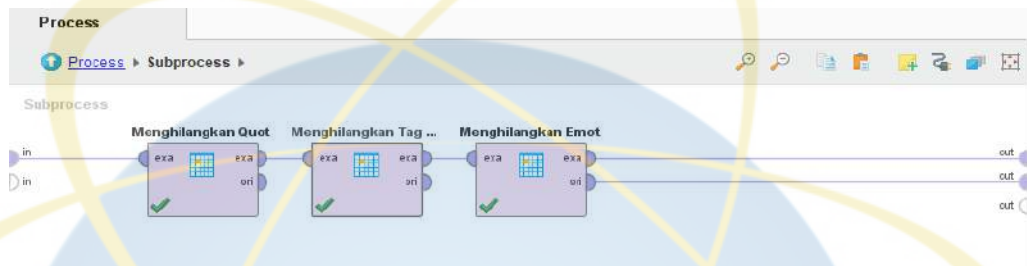 Process
Process ▸ Subprocess ▸
Subprocess
Menghilangkan Quot Menghilangkan Tag ... Menghilangkan Emot
in exa exa exa exa exa exa out
in ori ori ori out
out